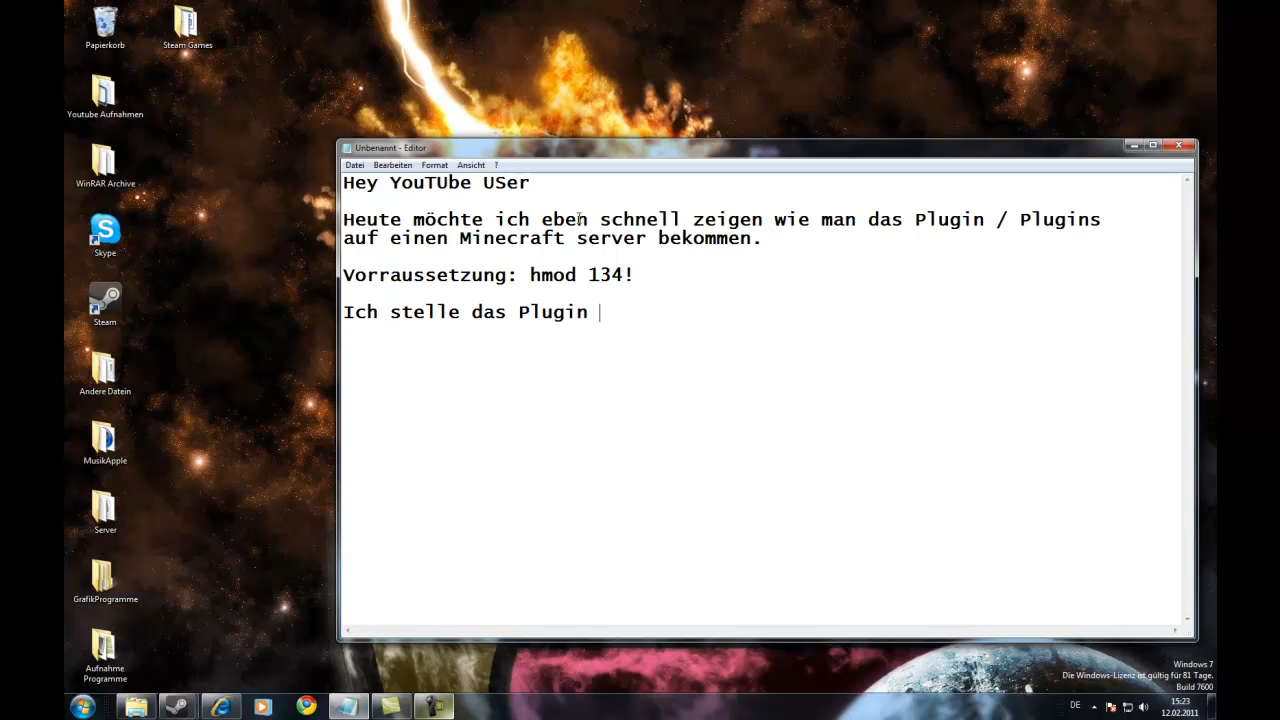 Papierkorb
Steam Games
Youtube Aufnahmen
WinRAR Archive
Skype
Steam
Andere Datein
MusikApple
Server
GrafikProgramme
Aufnahme
Programme
Unbenannt - Editor
Datei Bearbeiten Format Ansicht ?
Hey YouTUbe USer
Heute möchte ich eben schnell zeigen wie man das Plugin / Plugins
auf einen Minecraft server bekommen.
Vorraussetzung: hmod 134!
Ich stelle das Plugin
Windows 7
Die Windows-Lizenz ist gültig für 81 Tage.
Build 7600
DE
15:23
12.02.2011